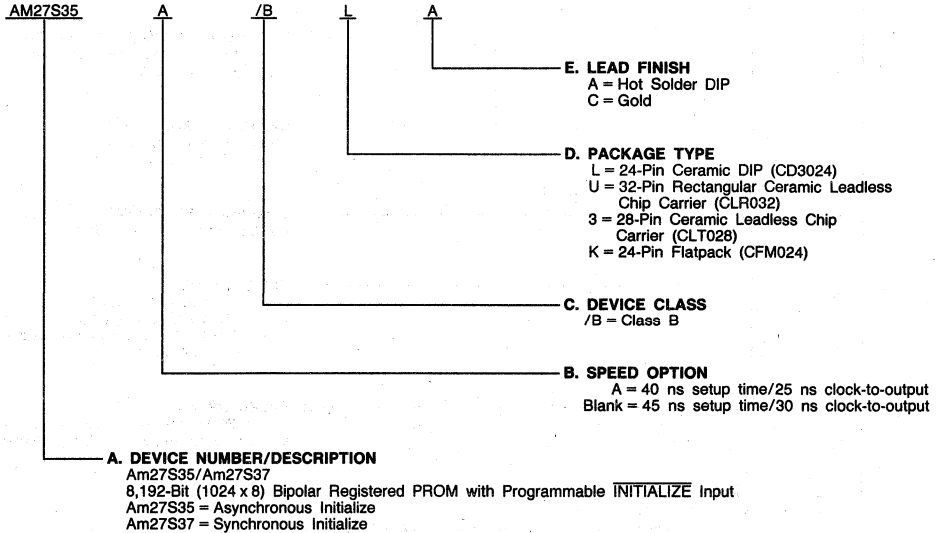 AM27S35 A /B L A
E. LEAD FINISH
A = Hot Solder DIP
C = Gold
D. PACKAGE TYPE
L = 24-Pin Ceramic DIP (CD3024)
U = 32-Pin Rectangular Ceramic Leadless
Chip Carrier (CLR032)
3 = 28-Pin Ceramic Leadless Chip
Carrier (CLT028)
K = 24-Pin Flatpack (CFM024)
C. DEVICE CLASS
/B = Class B
B. SPEED OPTION
A = 40 ns setup time/25 ns clock-to-output
Blank = 45 ns setup time/30 ns clock-to-output
A. DEVICE NUMBER/DESCRIPTION
Am27S35/Am27S37
8,192-Bit (1024 x 8) Bipolar Registered PROM with Programmable INITIALIZE Input
Am27S35 = Asynchronous Initialize
Am27S37 = Synchronous Initialize